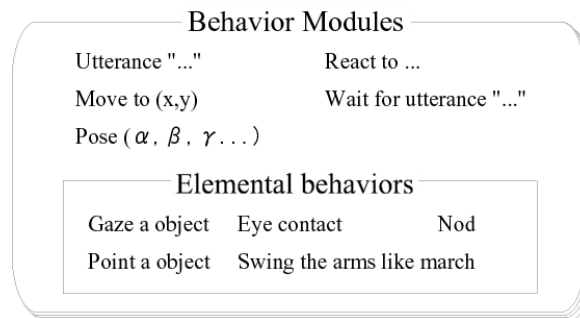 Behavior Modules
Utterance "..." React to ...
Move to (x,y) Wait for utterance "..."
Pose (α, β, γ...)
Elemental behaviors
Gaze a object Eye contact Nod
Point a object Swing the arms like march